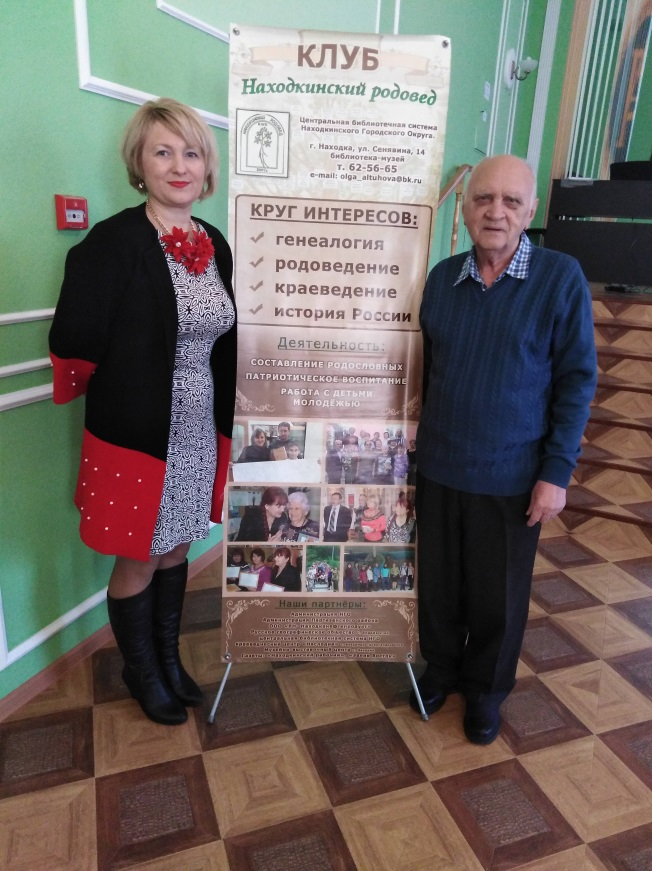 КЛУБ
Находкинский родовед
Центральная библиотечная система
Находкинского Городского Округа.
г. Находка, ул. Сенявина, 14
библиотека-музей
т. 62-56-65
e-mail: olga_altuhova@bk.ru
КРУГ ИНТЕРЕСОВ:
генеалогия
родоведение
краеведение
история России
Деятельность:
СОСТАВЛЕНИЕ РОДОСЛОВНЫХ
ПАТРИОТИЧЕСКОЕ ВОСПИТАНИЕ
РАБОТА С ДЕТЬМИ
МОЛОДЁЖЬЮ
Наши партнёры: